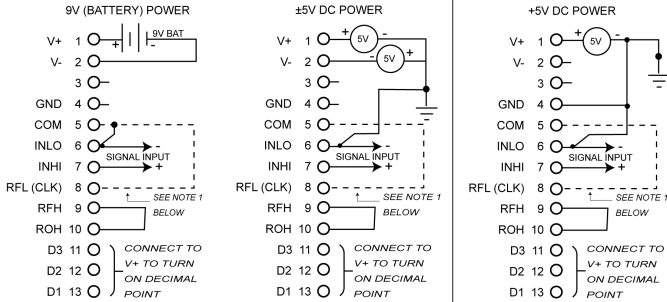 9V (BATTERY) POWER
V+ 1 + 9V BAT -
V- 2
3
GND 4
COM 5
INLO 6 -
SIGNAL INPUT
INHI 7 +
RFL (CLK) 8
SEE NOTE 1
RFH 9 BELOW
ROH 10
D3 11 CONNECT TO
V+ TO TURN
D2 12
ON DECIMAL
D1 13 POINT
±5V DC POWER
V+ 1 + 5V -
V- 2 - 5V +
3
GND 4
COM 5
INLO 6 -
SIGNAL INPUT
INHI 7 +
RFL (CLK) 8
SEE NOTE 1
RFH 9 BELOW
ROH 10
D3 11 CONNECT TO
V+ TO TURN
D2 12
ON DECIMAL
D1 13 POINT
+5V DC POWER
V+ 1 + 5V -
V- 2
3
GND 4
COM 5
INLO 6 -
SIGNAL INPUT
INHI 7 +
RFL (CLK) 8
SEE NOTE 1
RFH 9 BELOW
ROH 10
D3 11 CONNECT TO
V+ TO TURN
D2 12
ON DECIMAL
D1 13 POINT